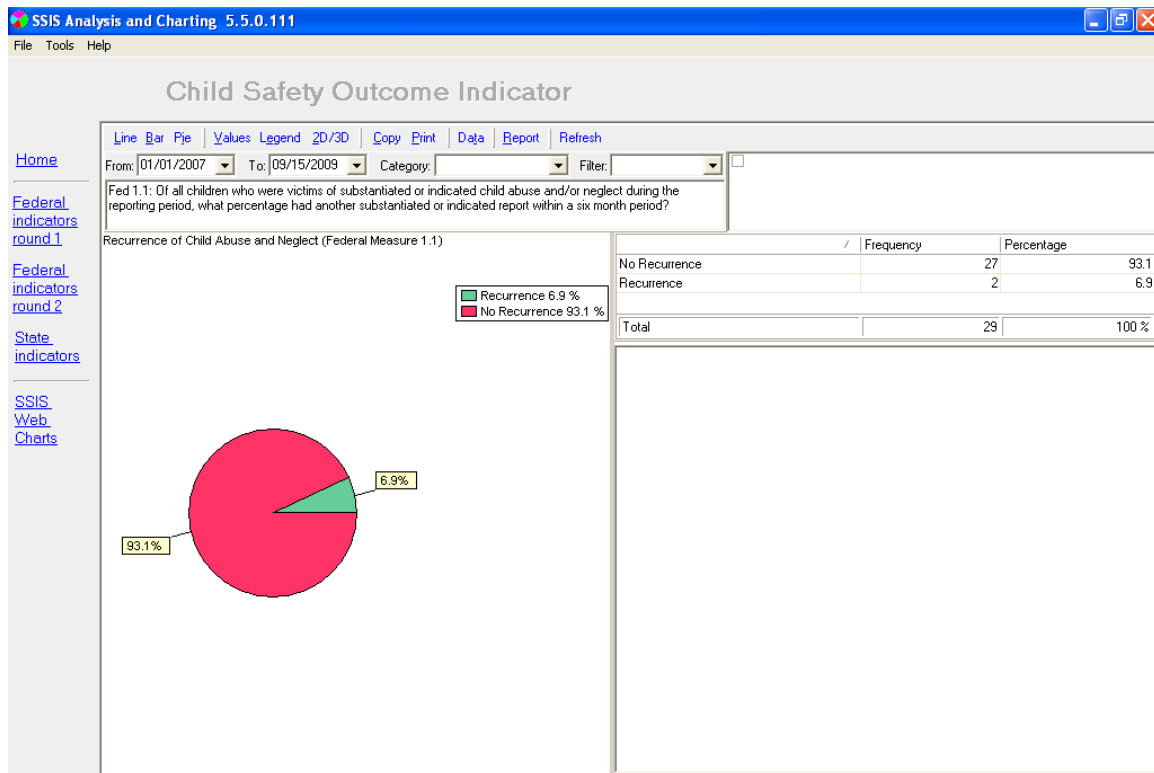 SSIS Analysis and Charting 5.5.0.111
File Tools Help
Child Safety Outcome Indicator
Home
Federal
indicators
round 1
Federal
indicators
round 2
State
indicators
SSIS
Web
Charts
Line Bar Pie Values Legend 2D/3D Copy Print Data Report Refresh
From: 01/01/2007 To: 09/15/2009 Category: Filter:
Fed 1.1: Of all children who were victims of substantiated or indicated child abuse and/or neglect during the
reporting period, what percentage had another substantiated or indicated report within a six month period?
Recurrence of Child Abuse and Neglect (Federal Measure 1.1)
Recurrence 6.9 %
No Recurrence 93.1 %
6.9%
93.1%
Frequency Percentage
No Recurrence 27 93.1
Recurrence 2 6.9
Total 29 100 %